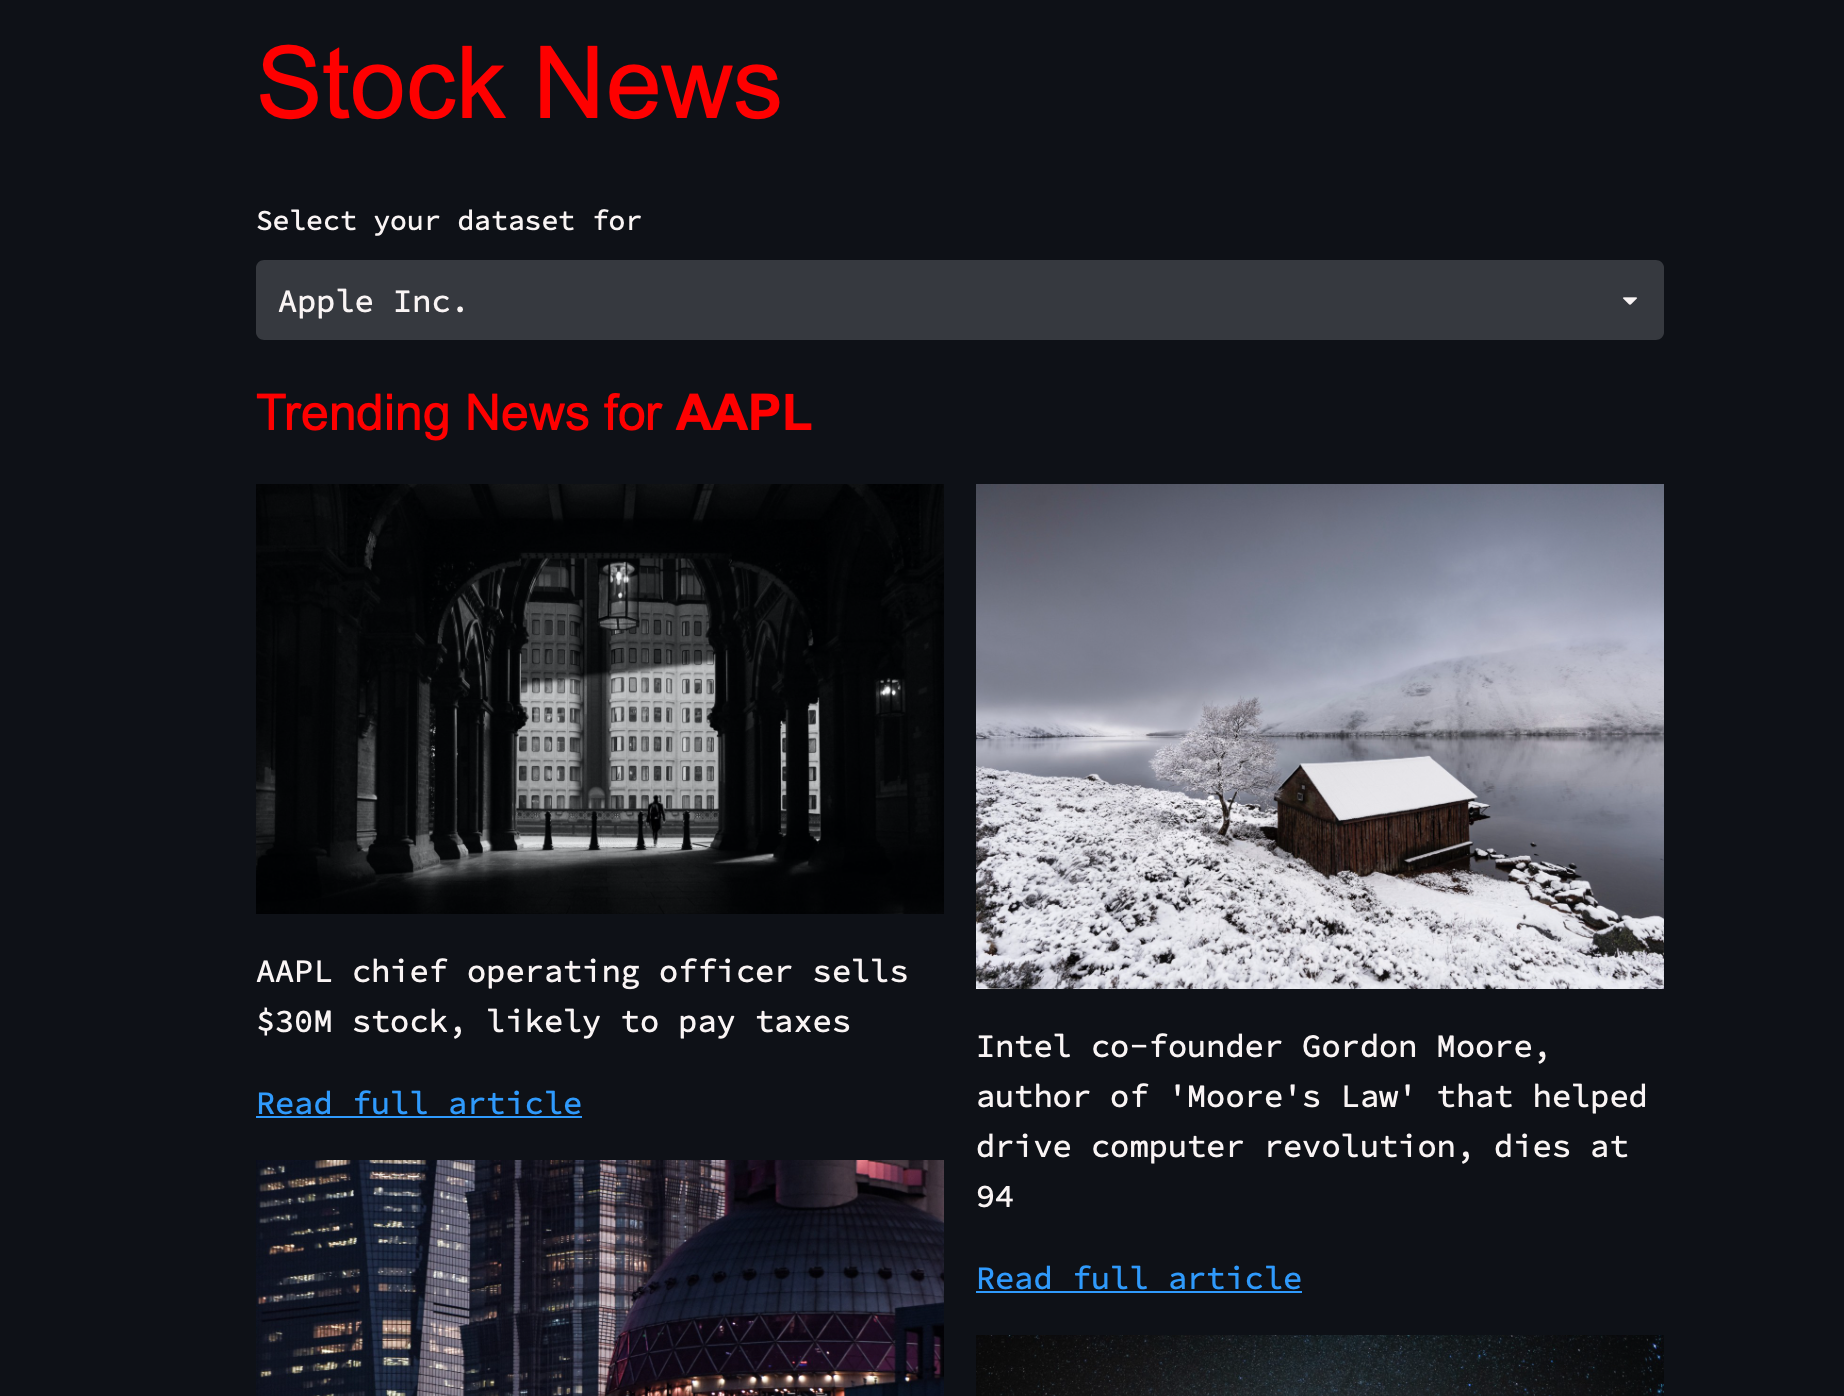 Stock News
Select your dataset for
Apple Inc.
Trending News for AAPL
AAPL chief operating officer sells
$30M stock, likely to pay taxes
Read full article
Intel co-founder Gordon Moore,
author of 'Moore's Law' that helped
drive computer revolution, dies at
94
Read full article